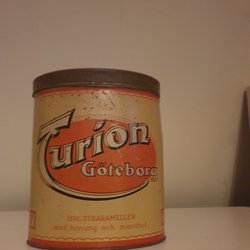 Turion
Göteborg
BRÖSTKARAMELLER
med honung och menthol